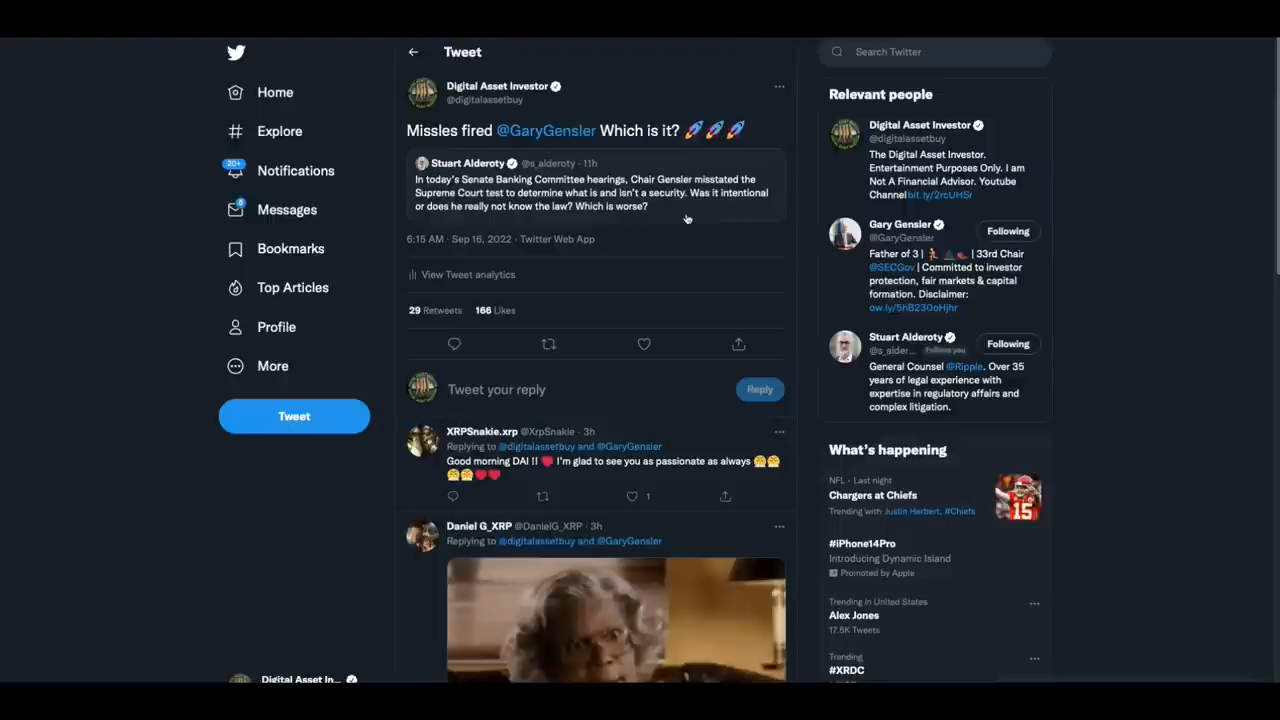 Home
Explore
20+
Notifications
6
Messages
Bookmarks
Top Articles
Profile
More
Tweet
Digital Asset In...
Tweet
Digital Asset Investor
@digitalassetbuy
Missles fired @GaryGensler Which is it? 🚀🚀🚀
Stuart Alderoty @s_alderoty · 11h
In today's Senate Banking Committee hearings, Chair Gensler misstated the
Supreme Court test to determine what is and isn't a security. Was it intentional
or does he really not know the law? Which is worse?
6:15 AM · Sep 16, 2022 · Twitter Web App
View Tweet analytics
29 Retweets 166 Likes
Tweet your reply
Reply
XRPSnakie.xrp @XrpSnakie · 3h
Replying to @digitalassetbuy and @GaryGensler
Good morning DAI !! ❤️ I'm glad to see you as passionate as always 😤😤
😤😤❤️❤️
1
Daniel G_XRP @DanielG_XRP · 3h
Replying to @digitalassetbuy and @GaryGensler
Search Twitter
Relevant people
Digital Asset Investor
@digitalassetbuy
The Digital Asset Investor.
Entertainment Purposes Only. I am
Not A Financial Advisor. Youtube
Channel bit.ly/2rcUHSr
Gary Gensler
@GaryGensler
Following
Father of 3 | | 33rd Chair
@SECGov | Committed to investor
protection, fair markets & capital
formation. Disclaimer:
ow.ly/5hB230oHjhr
Stuart Alderoty
@s_alder... Follows you
Following
General Counsel @Ripple. Over 35
years of legal experience with
expertise in regulatory affairs and
complex litigation.
What's happening
NFL · Last night
Chargers at Chiefs
Trending with Justin Herbert, #Chiefs
#iPhone14Pro
Introducing Dynamic Island
Promoted by Apple
Trending in United States
Alex Jones
17.5K Tweets
Trending
#XRDC